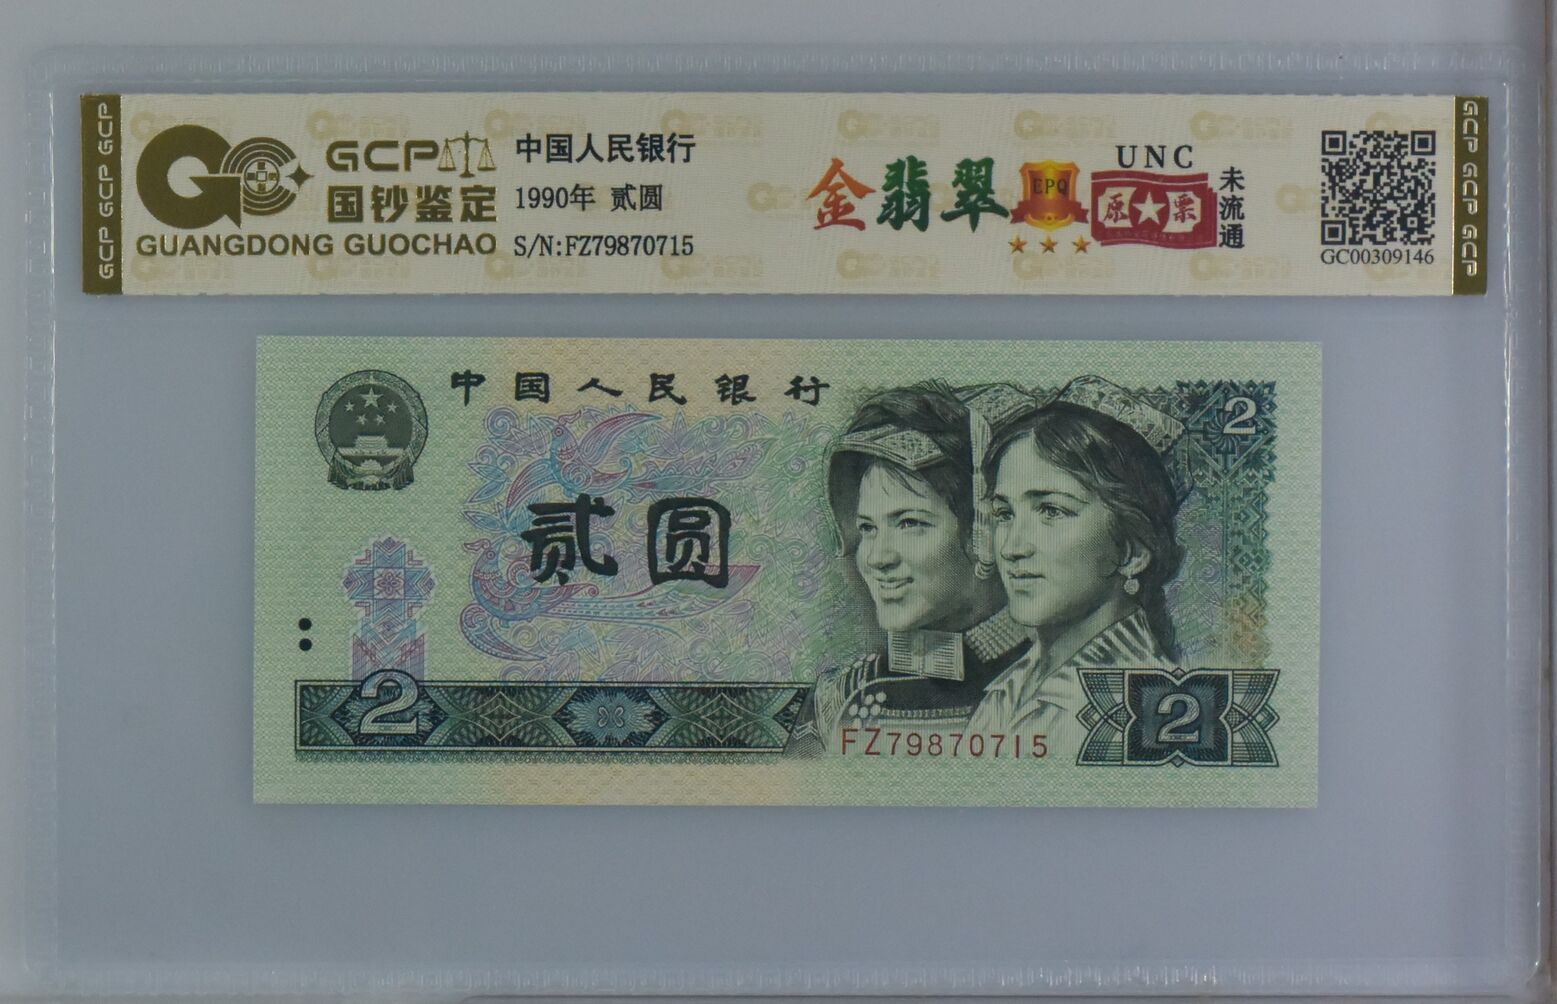 GCP GCP GCP
GCP
国钞鉴定
GUANGDONG GUOCHAO
中国人民银行
1990年 贰圆
S/N:FZ79870715
金翡翠
EPQ
UNC
原票
未流通
GC00309146
GCP GCP GCP
中国人民银行
2
贰圆
2
FZ79870715
2